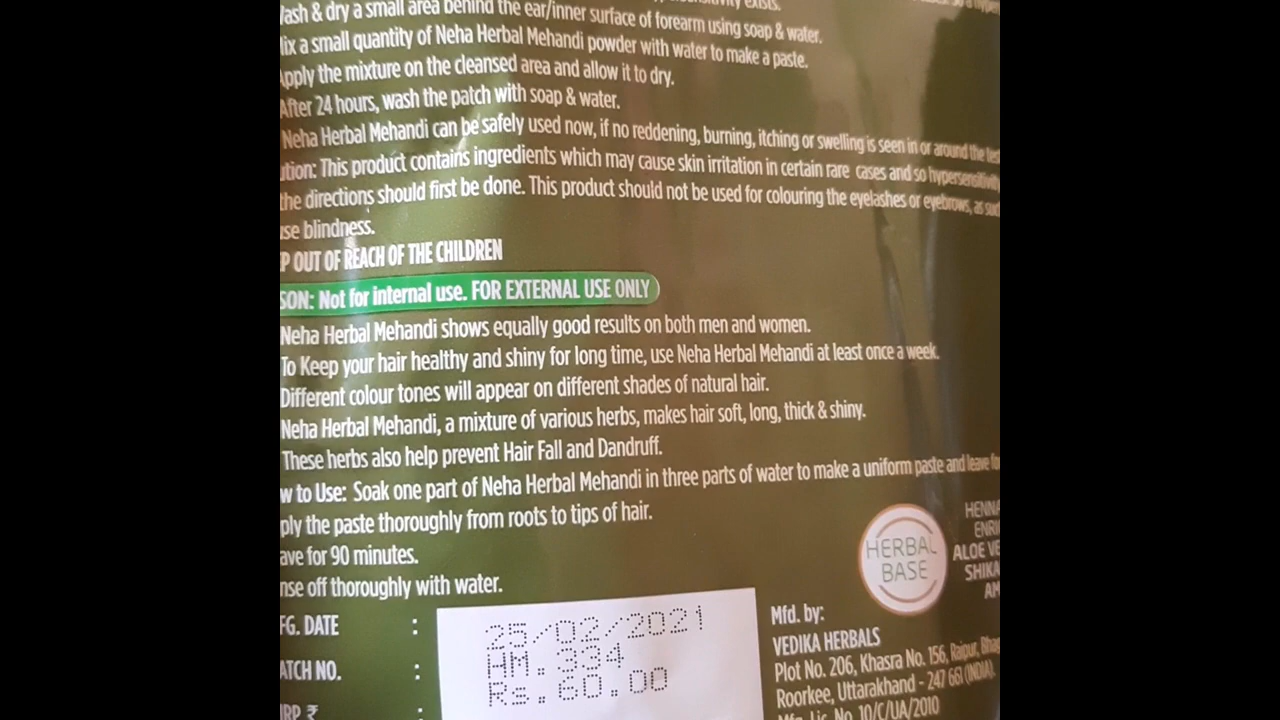 Wash & dry a small area behind the ear/inner surface of forearm using soap & water.
Mix a small quantity of Neha Herbal Mehandi powder with water to make a paste.
Apply the mixture on the cleansed area and allow it to dry.
After 24 hours, wash the patch with soap & water.
Neha Herbal Mehandi can be safely used now, if no reddening, burning, itching or swelling is seen in or around the
ution: This product contains ingredients which may cause skin irritation in certain rare cases and so hypersensitivity
the directions should first be done. This product should not be used for colouring the eyelashes or eyebrows, as
use blindness.
P OUT OF REACH OF THE CHILDREN
SON: Not for internal use. FOR EXTERNAL USE ONLY
Neha Herbal Mehandi shows equally good results on both men and women.
To Keep your hair healthy and shiny for long time, use Neha Herbal Mehandi at least once a week.
Different colour tones will appear on different shades of natural hair.
Neha Herbal Mehandi, a mixture of various herbs, makes hair soft, long, thick & shiny.
These herbs also help prevent Hair Fall and Dandruff.
w to Use: Soak one part of Neha Herbal Mehandi in three parts of water to make a uniform paste and leave
ply the paste thoroughly from roots to tips of hair.
ave for 90 minutes.
nse off thoroughly with water.
HERBAL
BASE
HENNA
ENRI
ALOE VE
SHIKA
AM
FG. DATE : 25/02/2021
ATCH NO. : HM.334
MRP ₹ : Rs.60.00
Mfd. by:
VEDIKA HERBALS
Plot No. 206, Khasra No. 156, Raipur,
Roorkee, Uttarakhand - 247 661 (INDIA).
Mfg. Lic. No. 10/C/UA/2010